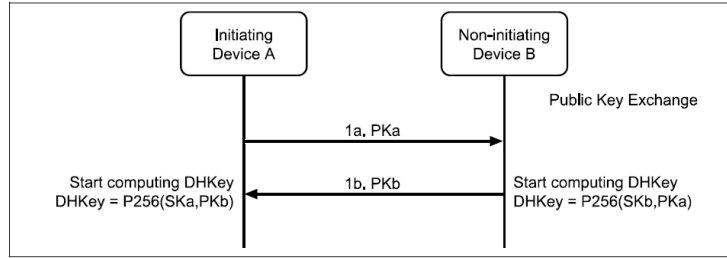 Initiating
Device A
Non-initiating
Device B
Public Key Exchange
1a, PKa
1b, PKb
Start computing DHKey
DHKey = P256(SKa,PKb)
Start computing DHKey
DHKey = P256(SKb,PKa)